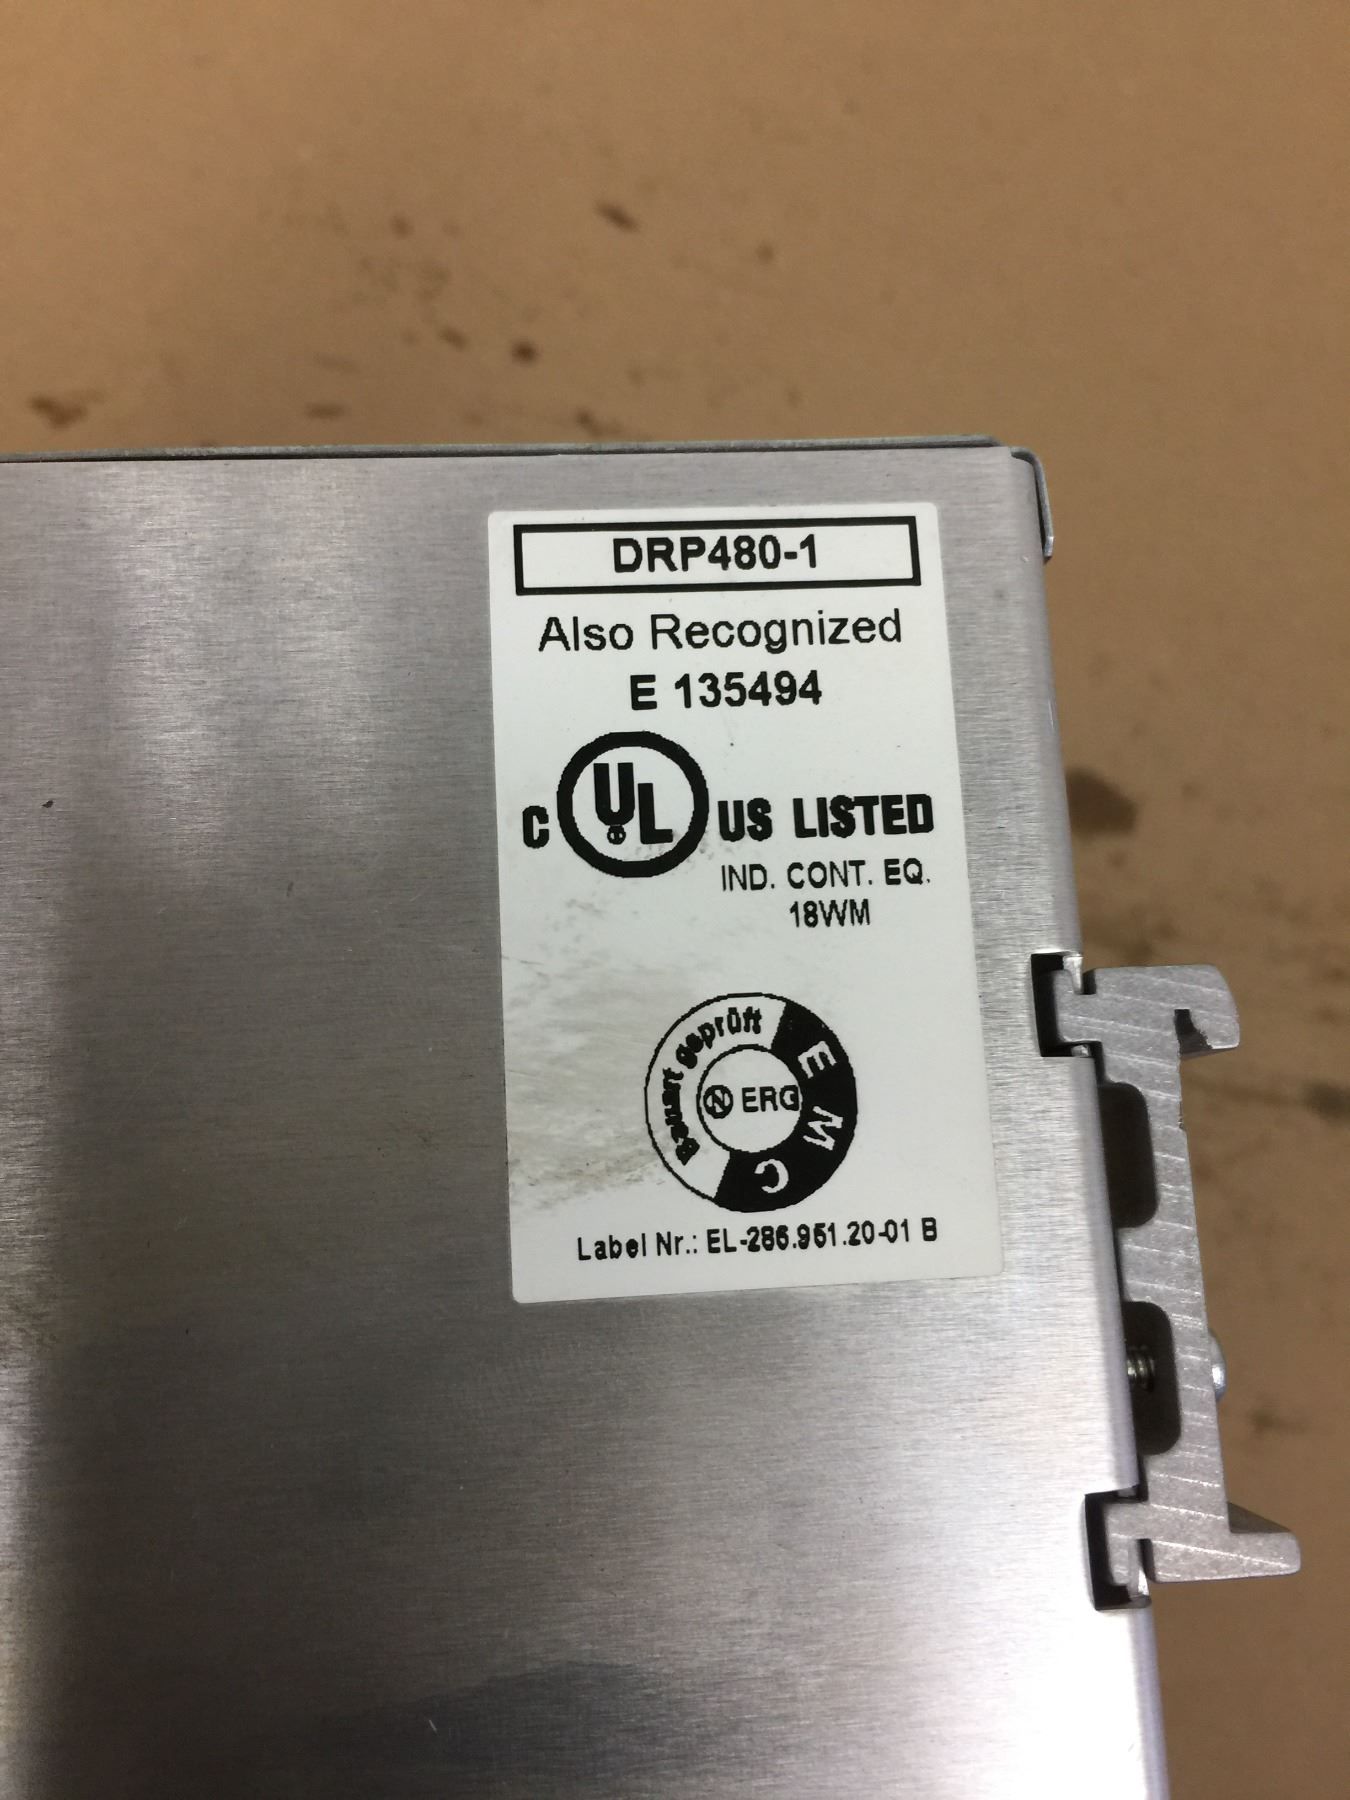 DRP480-1
Also Recognized
E 135494
C UL US LISTED
IND. CONT. EQ.
18WM
Bauart geprüft
EMC
N ERG
Label Nr.: EL-286.951.20-01 B